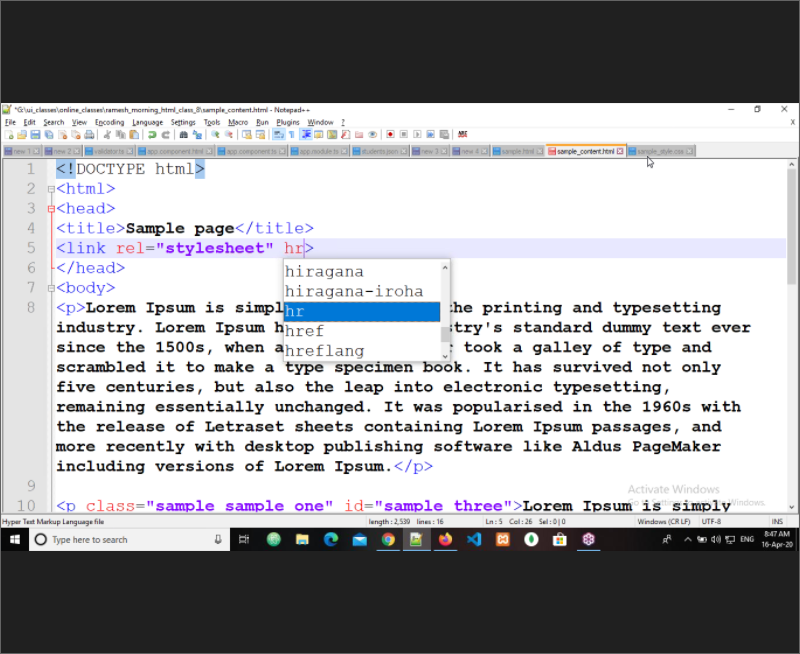 *G:\ui_classes\online_classes\ramesh_morning_html_class_8\sample_content.html - Notepad++
File Edit Search View Encoding Language Settings Tools Macro Run Plugins Window ?
X
new 1 new 2 validator.ts app.component.html app.component.ts app.module.ts students.json new 3 new 4 sample.html sample_content.html sample_style.css
1 <!DOCTYPE html>
2 <html>
3 <head>
4 <title>Sample page</title>
5 <link rel="stylesheet" hr>
6 </head>
hiragana
7 <body>
hiragana-iroha
8 <p>Lorem Ipsum is simpl the printing and typesetting
hr
industry. Lorem Ipsum h stry's standard dummy text ever
href
since the 1500s, when a r took a galley of type and
hreflang
scrambled it to make a type specimen book. It has survived not only
five centuries, but also the leap into electronic typesetting,
remaining essentially unchanged. It was popularised in the 1960s with
the release of Letraset sheets containing Lorem Ipsum passages, and
more recently with desktop publishing software like Aldus PageMaker
including versions of Lorem Ipsum.</p>
9
10 <p class="sample sample_one" id="sample_three">Lorem Ipsum is simply
Activate Windows
Go to Settings to activate Windows.
Hyper Text Markup Language file length : 2,539 lines : 16 Ln : 5 Col : 26 Sel : 0 | 0 Windows (CR LF) UTF-8 INS
Type here to search
ENG
8:47 AM
16-Apr-20